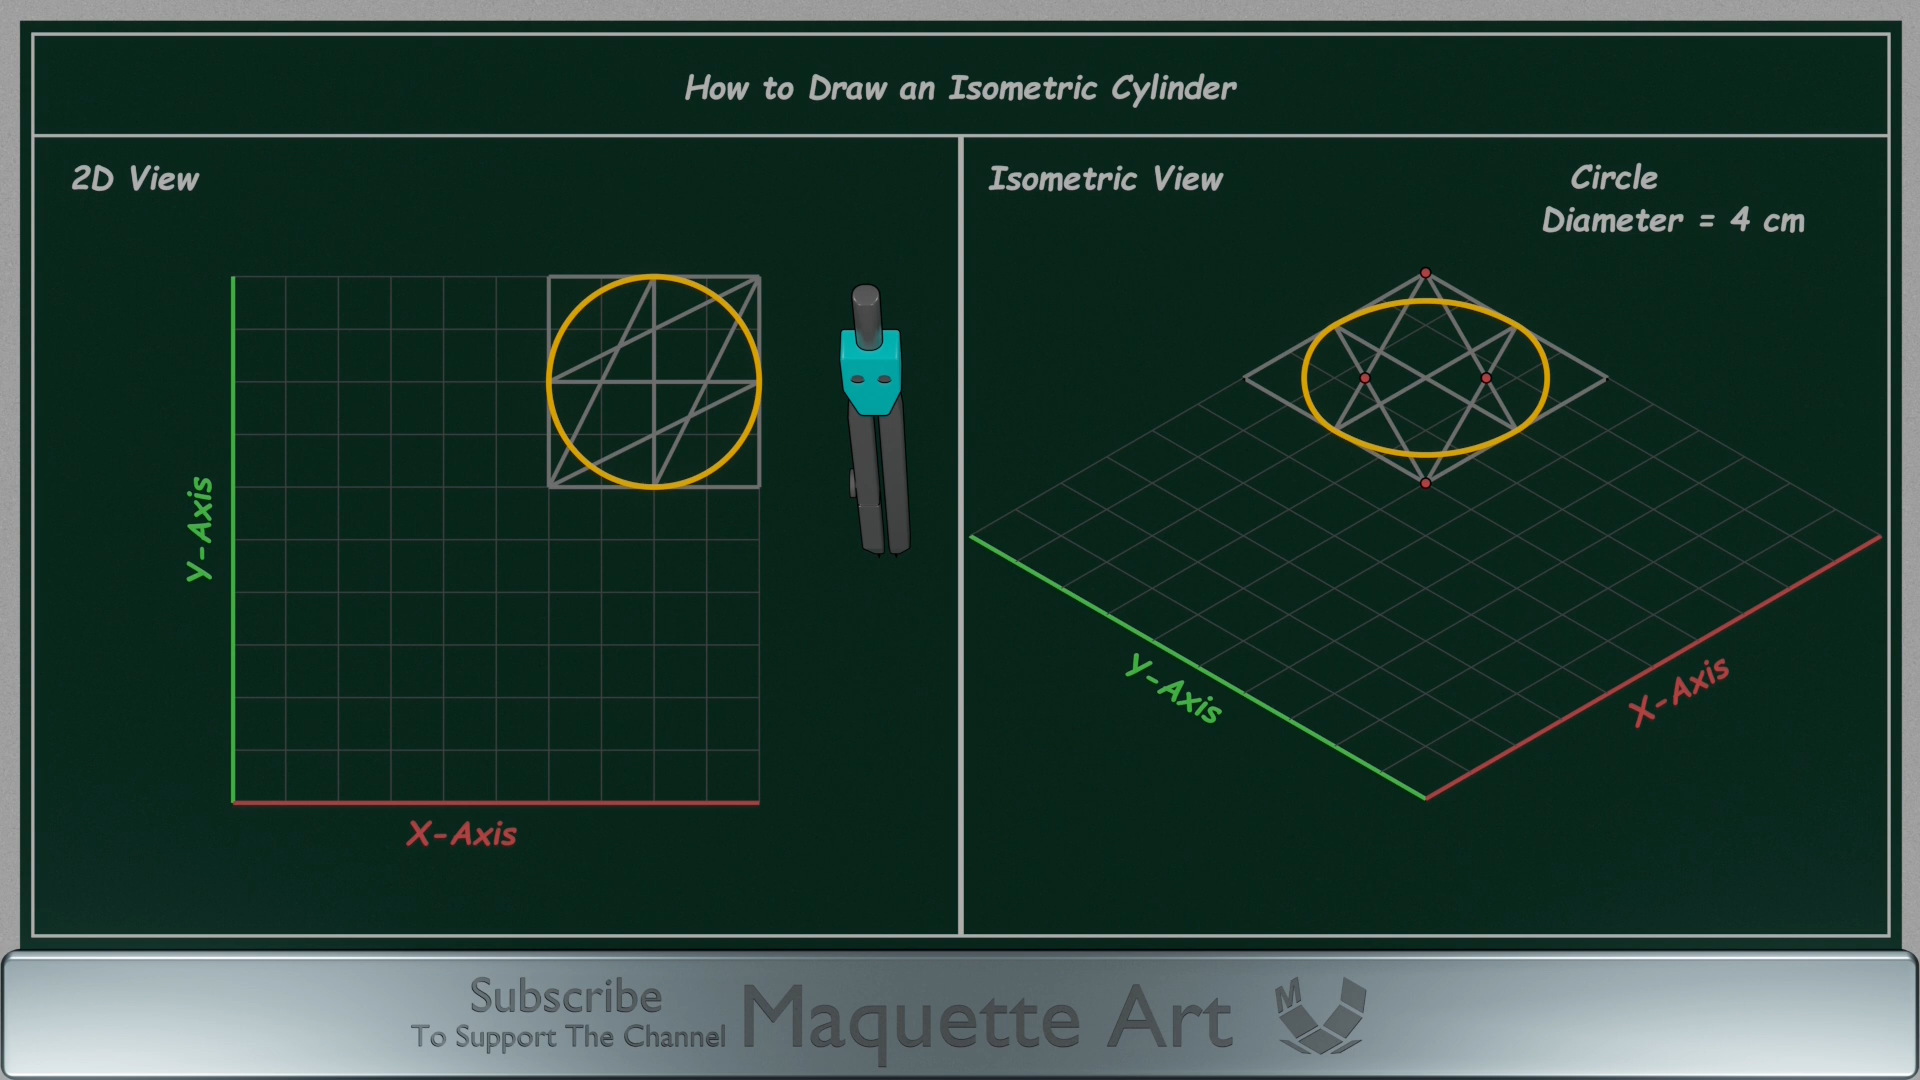 How to Draw an Isometric Cylinder
2D View
Isometric View
Circle
Diameter = 4 cm
Y-Axis
X-Axis
Y-Axis
X-Axis
Subscribe
To Support The Channel
Maquette Art
M